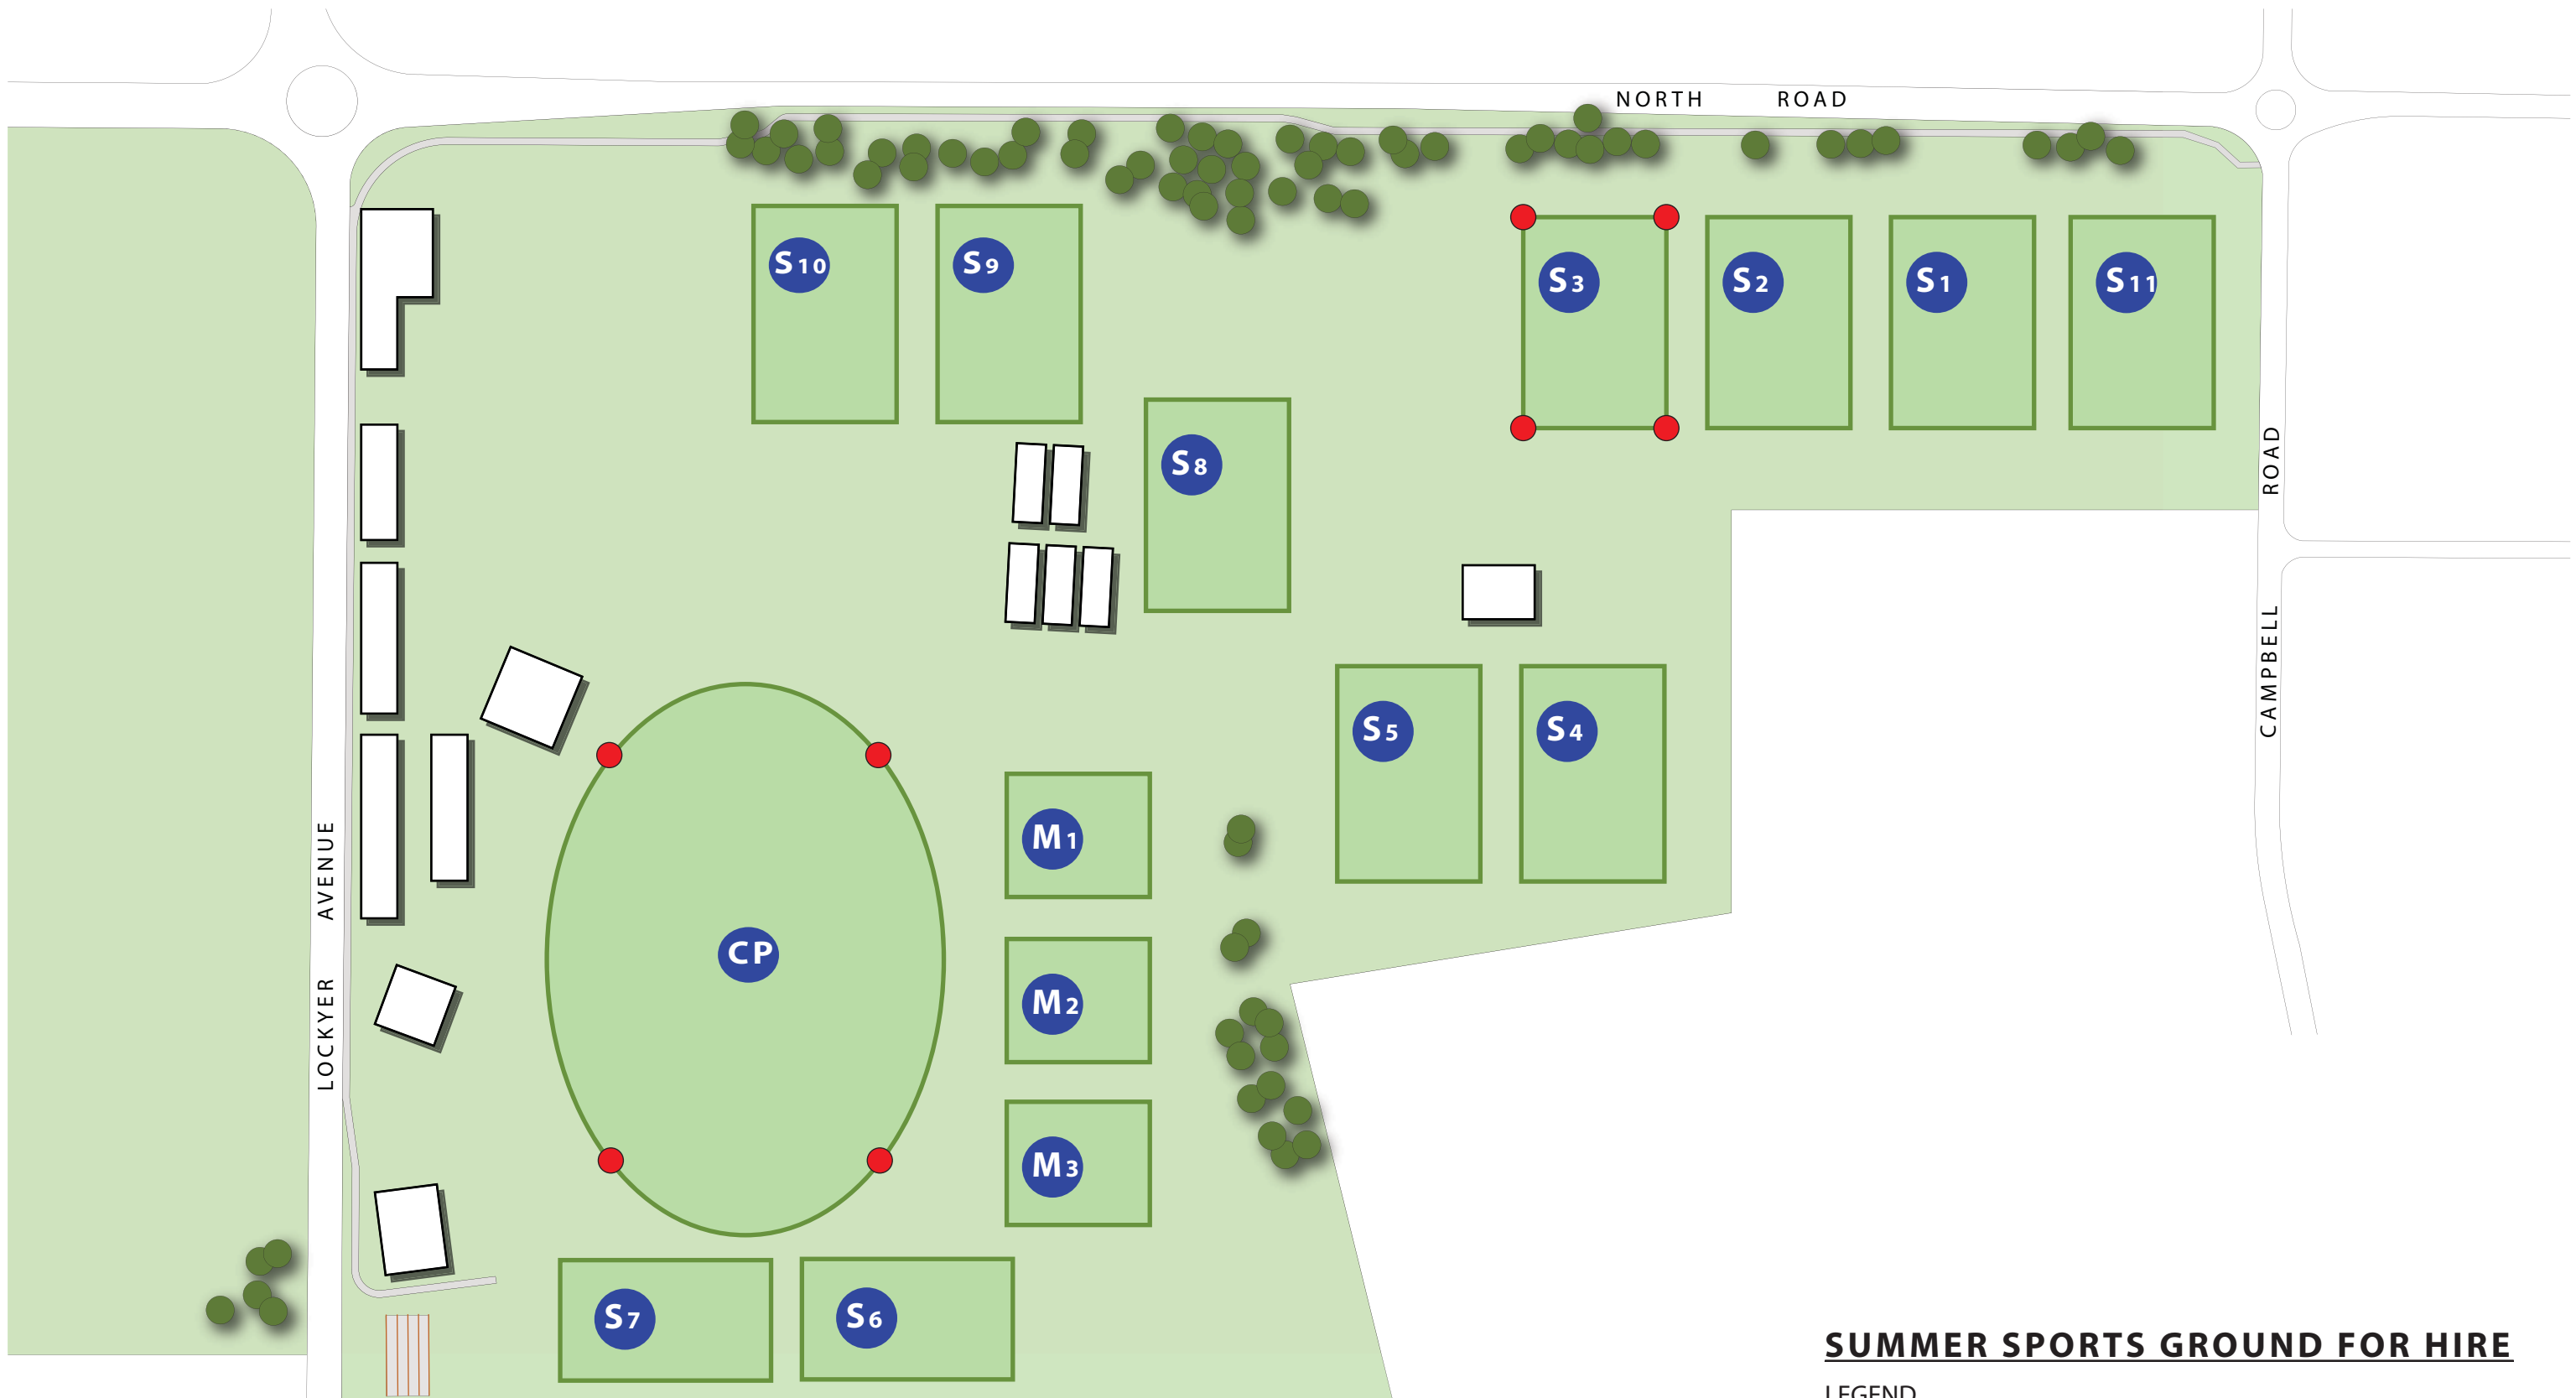 NORTH ROAD
S10
S9
S3
S2
S1
S11
S8
ROAD
CAMPBELL
S5
S4
M1
AVENUE
CP
M2
LOCKYER
M3
S7
S6
SUMMER SPORTS GROUND FOR HIRE
LEGEND